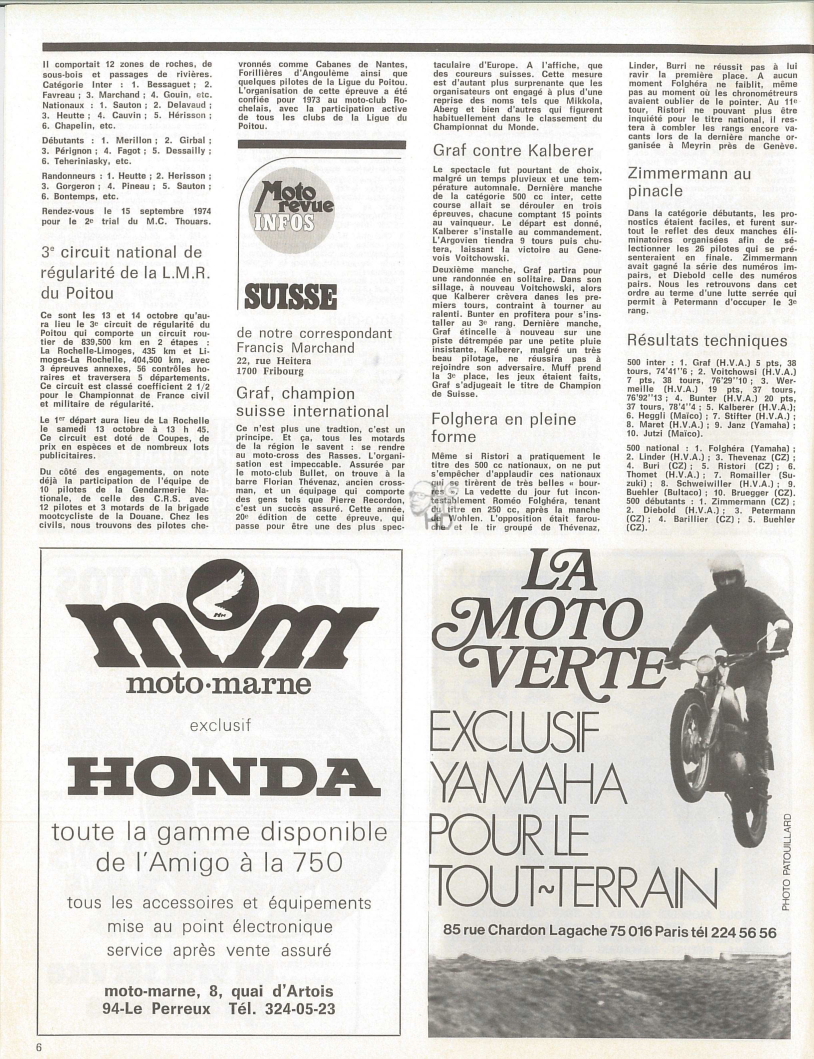 Il comportait 12 zones de roches, de
sous-bois et passages de rivières.
Catégorie Inter : 1. Bessaguet ; 2.
Favreau ; 3. Marchand ; 4. Gouin, etc.
Nationaux : 1. Sauton ; 2. Delavaud ;
3. Heutte ; 4. Cauvin ; 5. Hérisson ;
6. Chapelin, etc.
Débutants : 1. Merillon ; 2. Girbal ;
3. Pérignon ; 4. Fagot ; 5. Dessailly ;
6. Teheriniasky, etc.
Randonneurs : 1. Heutte ; 2. Herisson ;
3. Gorgeron ; 4. Pineau ; 5. Sauton ;
6. Bontemps, etc.
Rendez-vous le 15 septembre 1974
pour le 2e trial du M.C. Thouars.
3e circuit national de
régularité de la L.M.R.
du Poitou
Ce sont les 13 et 14 octobre qu'au-
ra lieu le 3e circuit de régularité du
Poitou qui comporte un circuit rou-
tier de 839,500 km en 2 étapes :
La Rochelle-Limoges, 435 km et Li-
moges-La Rochelle, 404,500 km, avec
3 épreuves annexes, 56 contrôles ho-
raires et traversera 5 départements.
Ce circuit est classé coefficient 2 1/2
pour le Championnat de France civil
et militaire de régularité.
Le 1er départ aura lieu de La Rochelle
le samedi 13 octobre à 13 h 45.
Ce circuit est doté de Coupes, de
prix en espèces et de nombreux lots
publicitaires.
Du côté des engagements, on note
déjà la participation de l'équipe de
10 pilotes de la Gendarmerie Na-
tionale, de celle des C.R.S. avec
12 pilotes et 3 motards de la brigade
mootcycliste de la Douane. Chez les
civils, nous trouvons des pilotes che-
vronnés comme Cabanes de Nantes,
Forillières d'Angoulème ainsi que
quelques pilotes de la Ligue du Poitou.
L'organisation de cette épreuve a été
confiée pour 1973 au moto-club Ro-
chelais, avec la participation active
de tous les clubs de la Ligue du
Poitou.
Moto
revue
INFOS
SUISSE
de notre correspondant
Francis Marchand
22, rue Heitera
1700 Fribourg
Graf, champion
suisse international
Ce n'est plus une tradtion, c'est un
principe. Et ça, tous les motards
de la région le savent : se rendre
au moto-cross des Rasses. L'organi-
sation est impeccable. Assurée par
le moto-club Bullet, on trouve à la
barre Florian Thévenaz, ancien cross-
man, et un équipage qui comporte
des gens tels que Pierre Recordon,
c'est un succès assuré. Cette année,
20e édition de cette épreuve, qui
passe pour être une des plus spec-
taculaire d'Europe. A l'affiche, que
des coureurs suisses. Cette mesure
est d'autant plus surprenante que les
organisateurs ont engagé à plus d'une
reprise des noms tels que Mikkola,
Aberg et bien d'autres qui figurent
habituellement dans le classement du
Championnat du Monde.
Graf contre Kalberer
Le spectacle fut pourtant de choix,
malgré un temps pluvieux et une tem-
pérature automnale. Dernière manche
de la catégorie 500 cc inter, cette
course allait se dérouler en trois
épreuves, chacune comptant 15 points
au vainqueur. Le départ est donné,
Kalberer s'installe au commandement.
L'Argovien tiendra 9 tours puis chu-
tera, laissant la victoire au Gene-
vois Voitchowski.
Deuxième manche, Graf partira pour
une randonnée en solitaire. Dans son
sillage, à nouveau Voitchowski, alors
que Kalberer crèvera danes les pre-
miers tours, contraint à tourner au
ralenti. Bunter en profitera pour s'ins-
taller au 3e rang. Dernière manche,
Graf étincelle à nouveau sur une
piste détrempée par une petite pluie
insistante, Kalberer, malgré un très
beau pilotage, ne réussira pas à
rejoindre son adversaire. Muff prend
la 3e place, les jeux étaient faits,
Graf s'adjugeait le titre de Champion
de Suisse.
Folghera en pleine
forme
Même si Ristori a pratiquement le
titres des 500 cc nationaux, on ne put
s'empêcher d'applaudir ces nationaux
qui se tirèrent de très belles « bour-
res ». La vedette du jour fut incon-
testablement Roméo Folghéra, tenant
du titre en 250 cc, après la manche
de Wohlen. L'opposition était farou-
che et le tir groupé de Thévenaz,
Linder, Burri ne réussit pas à lui
ravir la première place. A aucun
moment Folghéra ne faiblit, même
pas au moment où les chronométreurs
avaient oublier de le pointer. Au 11e
tour, Ristori ne pouvant plus être
inquiété pour le titre national, il res-
tera à combler les rangs encore va-
cants lors de la dernière manche or-
ganisée à Meyrin près de Genève.
Zimmermann au
pinacle
Dans la catégorie débutants, les pro-
nostics étaient faciles, et furent sur-
tout le reflet des deux manches éli-
minatoires organisées afin de sé-
lectionner les 26 pilotes qui se pré-
senteraient en finale. Zimmermann
avait gagné la série des numéros im-
pairs, et Diebold celle des numéros
pairs. Nous les retrouvons dans cet
ordre au terme d'une lutte serrée qui
permit à Petermann d'occuper le 3e
rang.
Résultats techniques
500 inter : 1. Graf (H.V.A.) 5 pts, 38
tours, 74'41''6 ; 2. Voitchowsi (H.V.A.)
7 pts, 38 tours, 76'29''10 ; 3. Wer-
meille (H.V.A.) 19 pts, 37 tours,
76'92''13 ; 4. Bunter (H.V.A.) 20 pts,
37 tours, 78'4''4 ; 5. Kalberer (H.V.A.);
6. Heggli (Maïco) ; 7. Stifter (H.V.A.) ;
8. Maret (H.V.A.) ; 9. Janz (Yamaha) ;
10. Jutzi (Maïco).
500 national : 1. Folghéra (Yamaha) ;
2. Linder (H.V.A.) ; 3. Thevenaz (CZ) ;
4. Buri (CZ) ; 5. Ristori (CZ) ; 6.
Thomet (H.V.A.) ; 7. Romailler (Su-
zuki) ; 8. Schweiwiller (H.V.A.) ; 9.
Buehler (Bultaco) ; 10. Bruegger (CZ).
500 débutants : 1. Zimmermann (CZ) ;
2. Diebold (H.V.A.) ; 3. Petermann
(CZ) ; 4. Barillier (CZ) ; 5. Buehler
(CZ).
mm
moto·marne
exclusif
HONDA
toute la gamme disponible
de l'Amigo à la 750
tous les accessoires et équipements
mise au point électronique
service après vente assuré
moto-marne, 8, quai d'Artois
94-Le Perreux Tél. 324-05-23
LA
MOTO
VERTE
EXCLUSIF
YAMAHA
POUR LE
TOUT~TERRAIN
PHOTO PATOUILLARD
85 rue Chardon Lagache 75 016 Paris tél 224 56 56
6